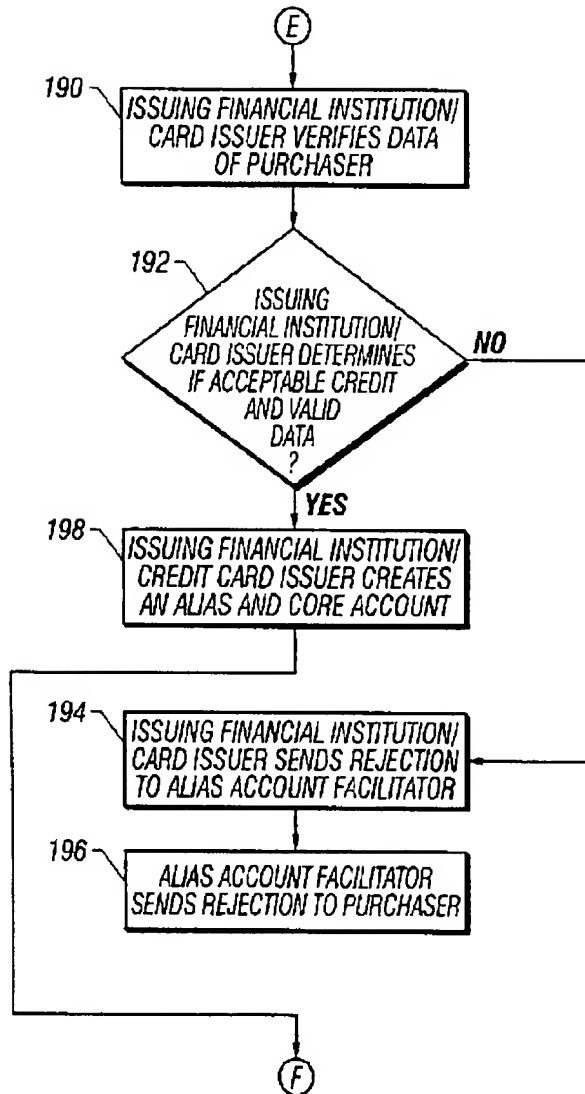 E
190
ISSUING FINANCIAL INSTITUTION/
CARD ISSUER VERIFIES DATA
OF PURCHASER
192
ISSUING
FINANCIAL INSTITUTION/
CARD ISSUER DETERMINES
IF ACCEPTABLE CREDIT
AND VALID
DATA
?
NO
YES
198
ISSUING FINANCIAL INSTITUTION/
CREDIT CARD ISSUER CREATES
AN ALIAS AND CORE ACCOUNT
194
ISSUING FINANCIAL INSTITUTION/
CARD ISSUER SENDS REJECTION
TO ALIAS ACCOUNT FACILITATOR
196
ALIAS ACCOUNT FACILITATOR
SENDS REJECTION TO PURCHASER
F